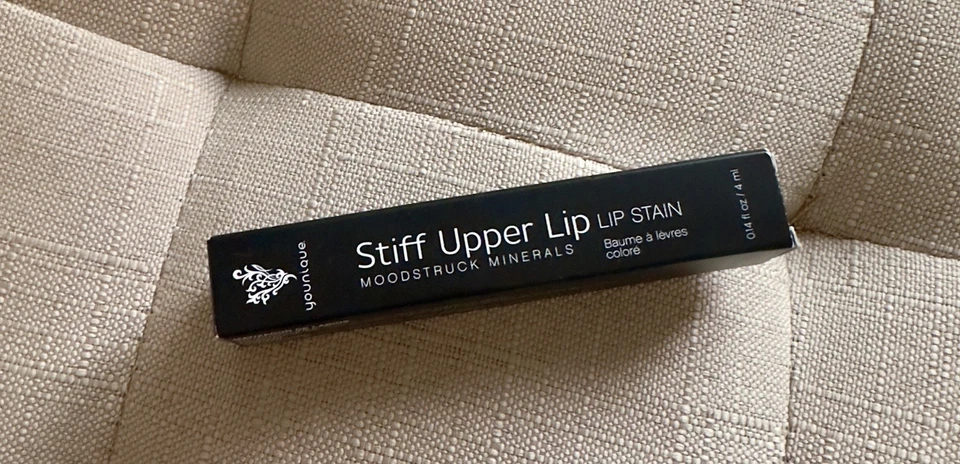 younique
Stiff Upper Lip LIP STAIN
MOODSTRUCK MINERALS
Baume à lèvres
coloré
0.14 fl oz / 4 ml